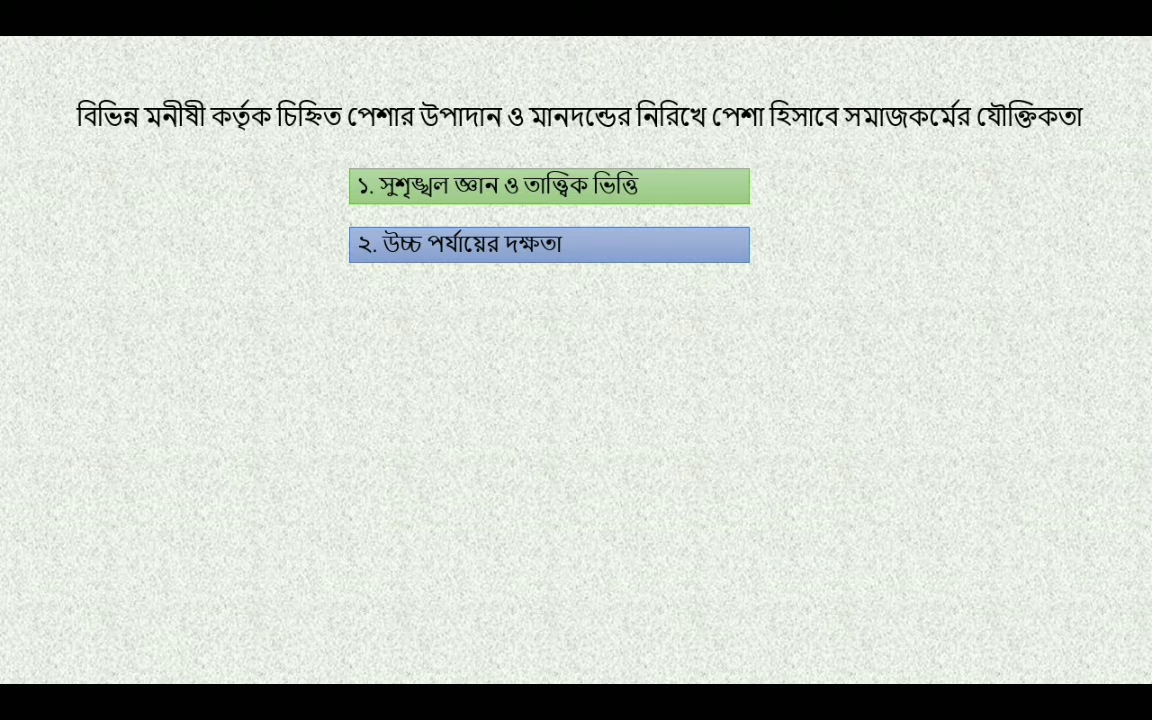 বিভিন্ন মনীষী কর্তৃক চিহ্নিত পেশার উপাদান ও মানদন্ডের নিরিখে পেশা হিসাবে সমাজকর্মের যৌক্তিকতা
১. সুশৃঙ্খল জ্ঞান ও তাত্ত্বিক ভিত্তি
২. উচ্চ পর্যায়ের দক্ষতা